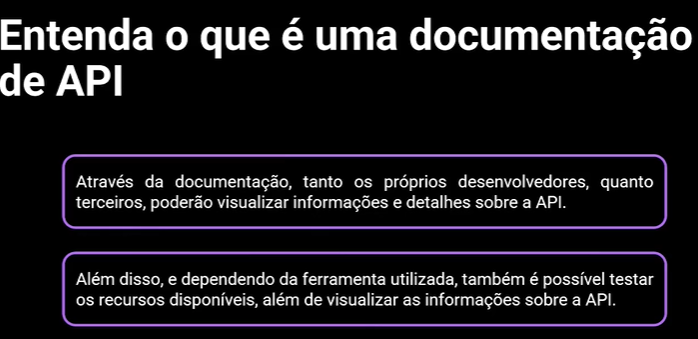 Entenda o que é uma documentação
de API
Através da documentação, tanto os próprios desenvolvedores, quanto
terceiros, poderão visualizar informações e detalhes sobre a API.
Além disso, e dependendo da ferramenta utilizada, também é possível testar
os recursos disponíveis, além de visualizar as informações sobre a API.